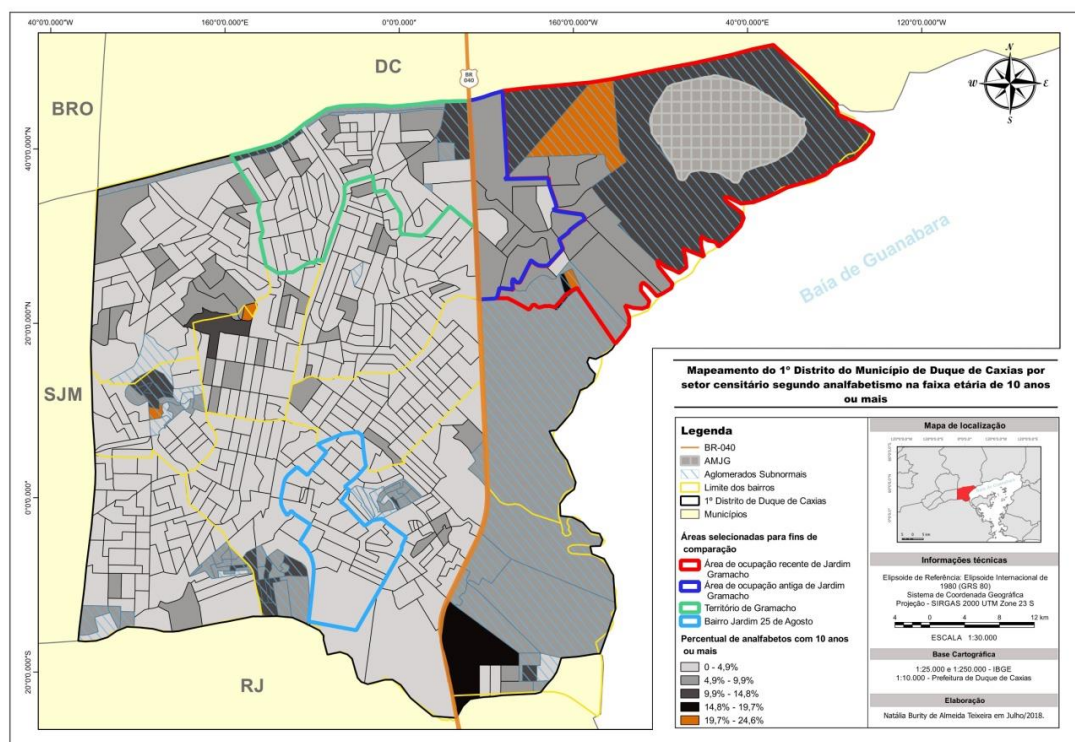 40°0'0.000"W
160°0'0.000"W
0°0'0.000"
160°0'0.000"W
40°0'0.000"W
120°0'0.000"W
DC
BR
040
BRO
N
W
E
S
40°0'0.000"N
Baía de Guanabara
20°0'0.000"N
SJM
0°0'0.000"
20°0'0.000"S
RJ
Mapeamento do 1º Distrito do Município de Duque de Caxias por
setor censitário segundo analfabetismo na faixa etária de 10 anos
ou mais
Legenda
BR-040
AMJG
Aglomerados Subnormais
Limite dos bairros
1º Distrito de Duque de Caxias
Municípios
Áreas selecionadas para fins de
comparação
Área de ocupação recente de Jardim
Gramacho
Área de ocupação antiga de Jardim
Gramacho
Território de Gramacho
Bairro Jardim 25 de Agosto
Percentual de analfabetos com 10 anos
ou mais
0 - 4,9%
4,9% - 9,9%
9,9% - 14,8%
14,8% - 19,7%
19,7% - 24,6%
Mapa de localização
Informações técnicas
Elipsoide de Referência: Elipsoide Internacional de
1980 (GRS 80)
Sistema de Coordenada Geográfica
Projeção - SIRGAS 2000 UTM Zone 23 S
4 0 4 8 12 km
ESCALA 1:30.000
Base Cartográfica
1:25.000 e 1:250.000 - IBGE
1:10.000 - Prefeitura de Duque de Caxias
Elaboração
Natália Burity de Almeida Teixeira em Julho/2018.